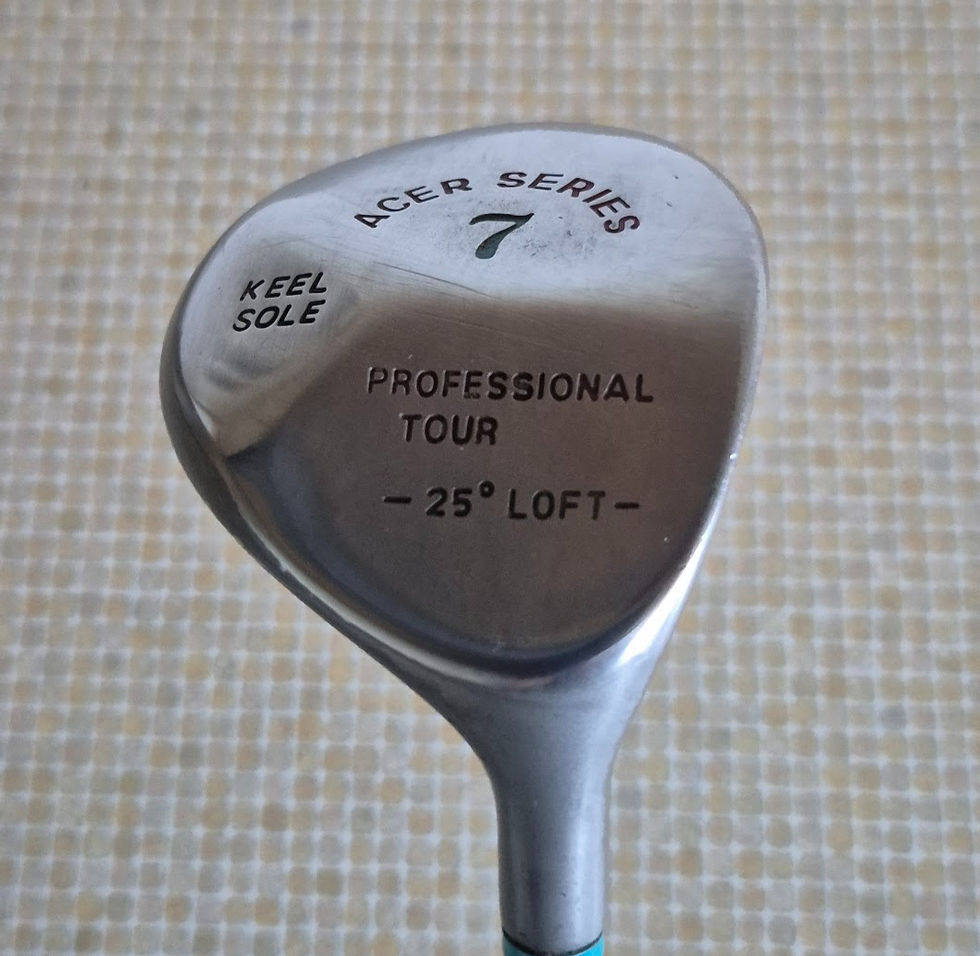 ACER SERIES
7
KEEL
SOLE
PROFESSIONAL
TOUR
- 25° LOFT -